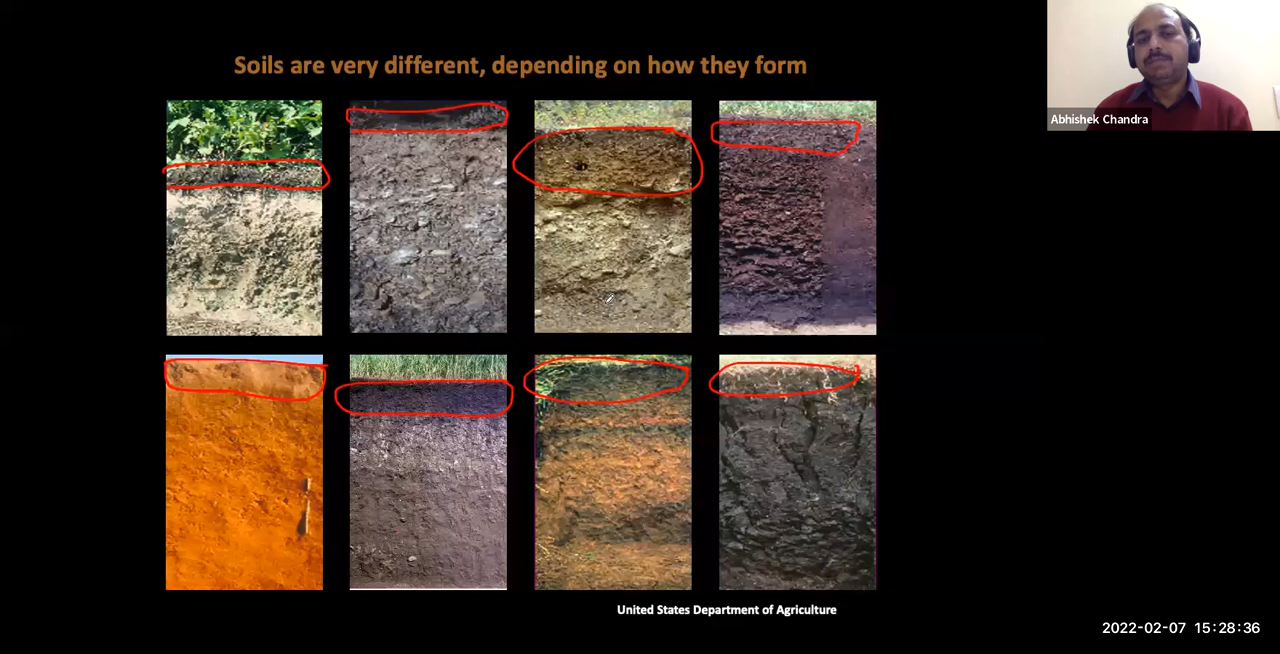 Soils are very different, depending on how they form
Abhishek Chandra
United States Department of Agriculture
2022-02-07 15:28:36